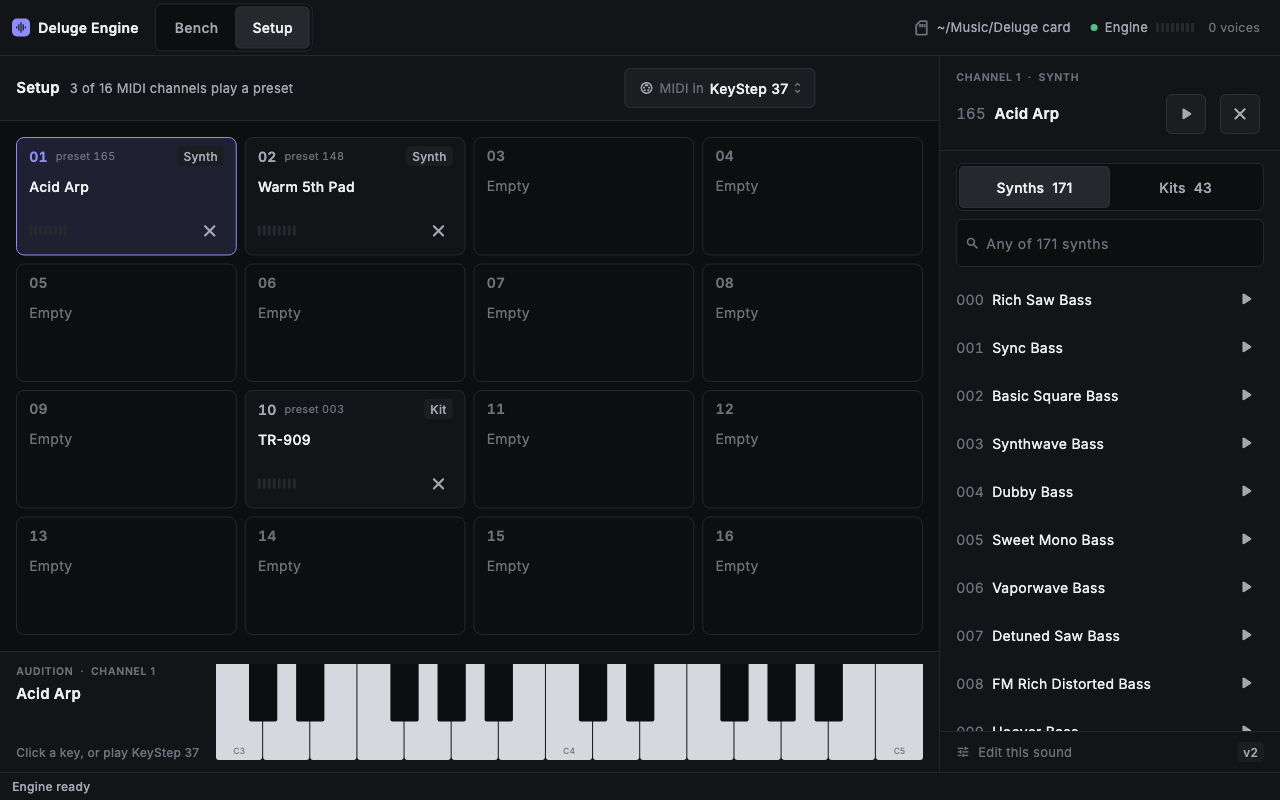 Deluge Engine
Bench
Setup
~/Music/Deluge card
Engine
0 voices
Setup
3 of 16 MIDI channels play a preset
MIDI In KeyStep 37
01 preset 165 Synth
Acid Arp
02 preset 148 Synth
Warm 5th Pad
03
Empty
04
Empty
05
Empty
06
Empty
07
Empty
08
Empty
09
Empty
10 preset 003 Kit
TR-909
11
Empty
12
Empty
13
Empty
14
Empty
15
Empty
16
Empty
AUDITION · CHANNEL 1
Acid Arp
Click a key, or play KeyStep 37
C3
C4
C5
CHANNEL 1 · SYNTH
165 Acid Arp
Synths 171
Kits 43
Any of 171 synths
000 Rich Saw Bass
001 Sync Bass
002 Basic Square Bass
003 Synthwave Bass
004 Dubby Bass
005 Sweet Mono Bass
006 Vaporwave Bass
007 Detuned Saw Bass
008 FM Rich Distorted Bass
009 Hoover Bass
Edit this sound
v2
Engine ready